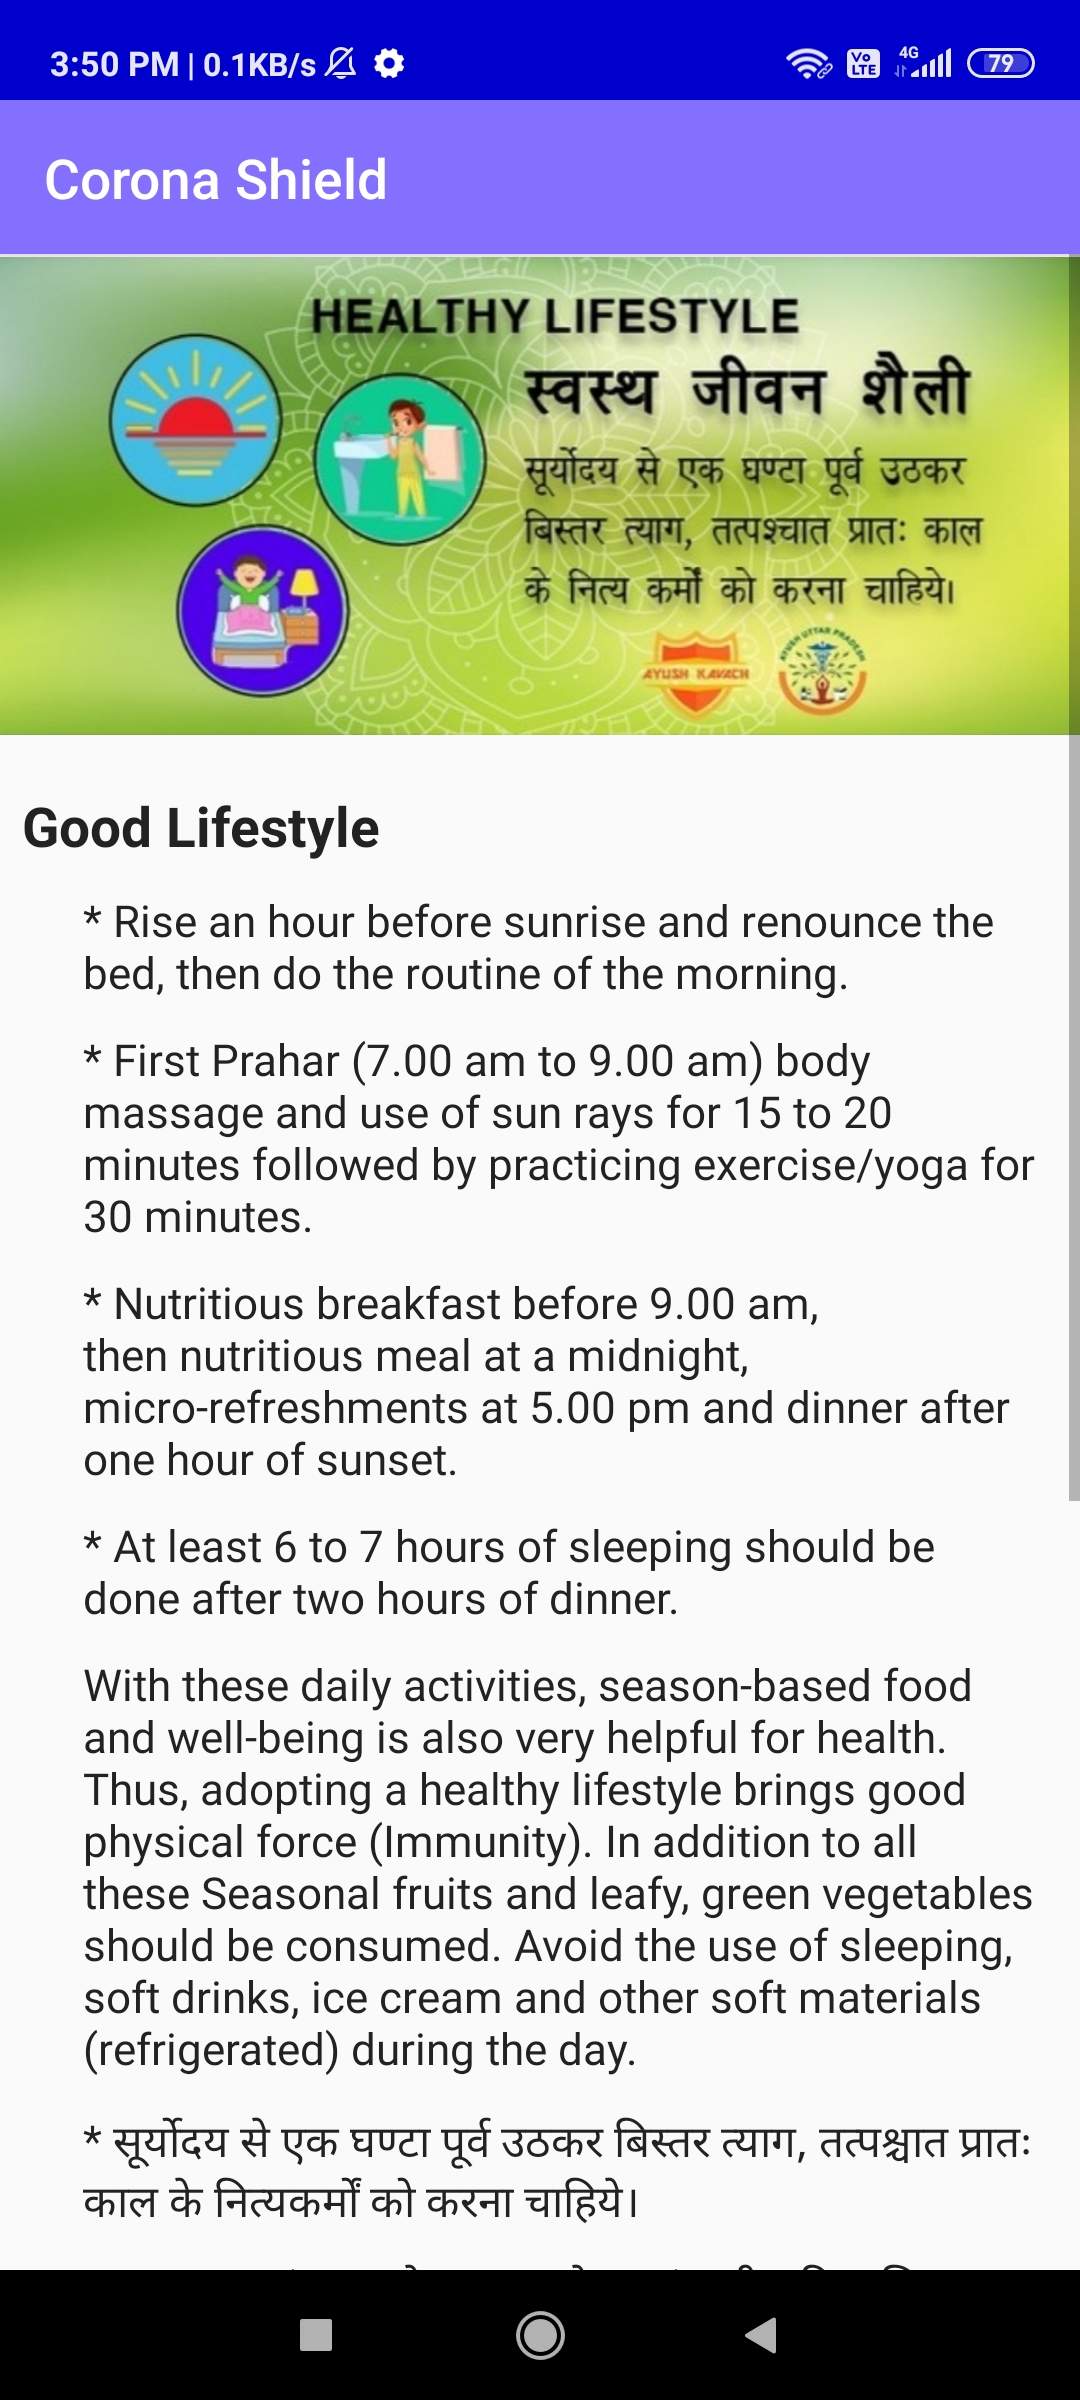 3:50 PM | 0.1KB/s
Vo LTE
4G
79
Corona Shield
HEALTHY LIFESTYLE
स्वस्थ जीवन शैली
सूर्योदय से एक घण्टा पूर्व उठकर
बिस्तर त्याग, तत्पश्चात प्रातः काल
के नित्य कर्मों को करना चाहिये।
AYUSH KAVACH
AYUSH UTTAR PRADESH
Good Lifestyle
* Rise an hour before sunrise and renounce the
bed, then do the routine of the morning.
* First Prahar (7.00 am to 9.00 am) body
massage and use of sun rays for 15 to 20
minutes followed by practicing exercise/yoga for
30 minutes.
* Nutritious breakfast before 9.00 am,
then nutritious meal at a midnight,
micro-refreshments at 5.00 pm and dinner after
one hour of sunset.
* At least 6 to 7 hours of sleeping should be
done after two hours of dinner.
With these daily activities, season-based food
and well-being is also very helpful for health.
Thus, adopting a healthy lifestyle brings good
physical force (Immunity). In addition to all
these Seasonal fruits and leafy, green vegetables
should be consumed. Avoid the use of sleeping,
soft drinks, ice cream and other soft materials
(refrigerated) during the day.
* सूर्योदय से एक घण्टा पूर्व उठकर बिस्तर त्याग, तत्पश्चात प्रातः
काल के नित्यकर्मों को करना चाहिये।